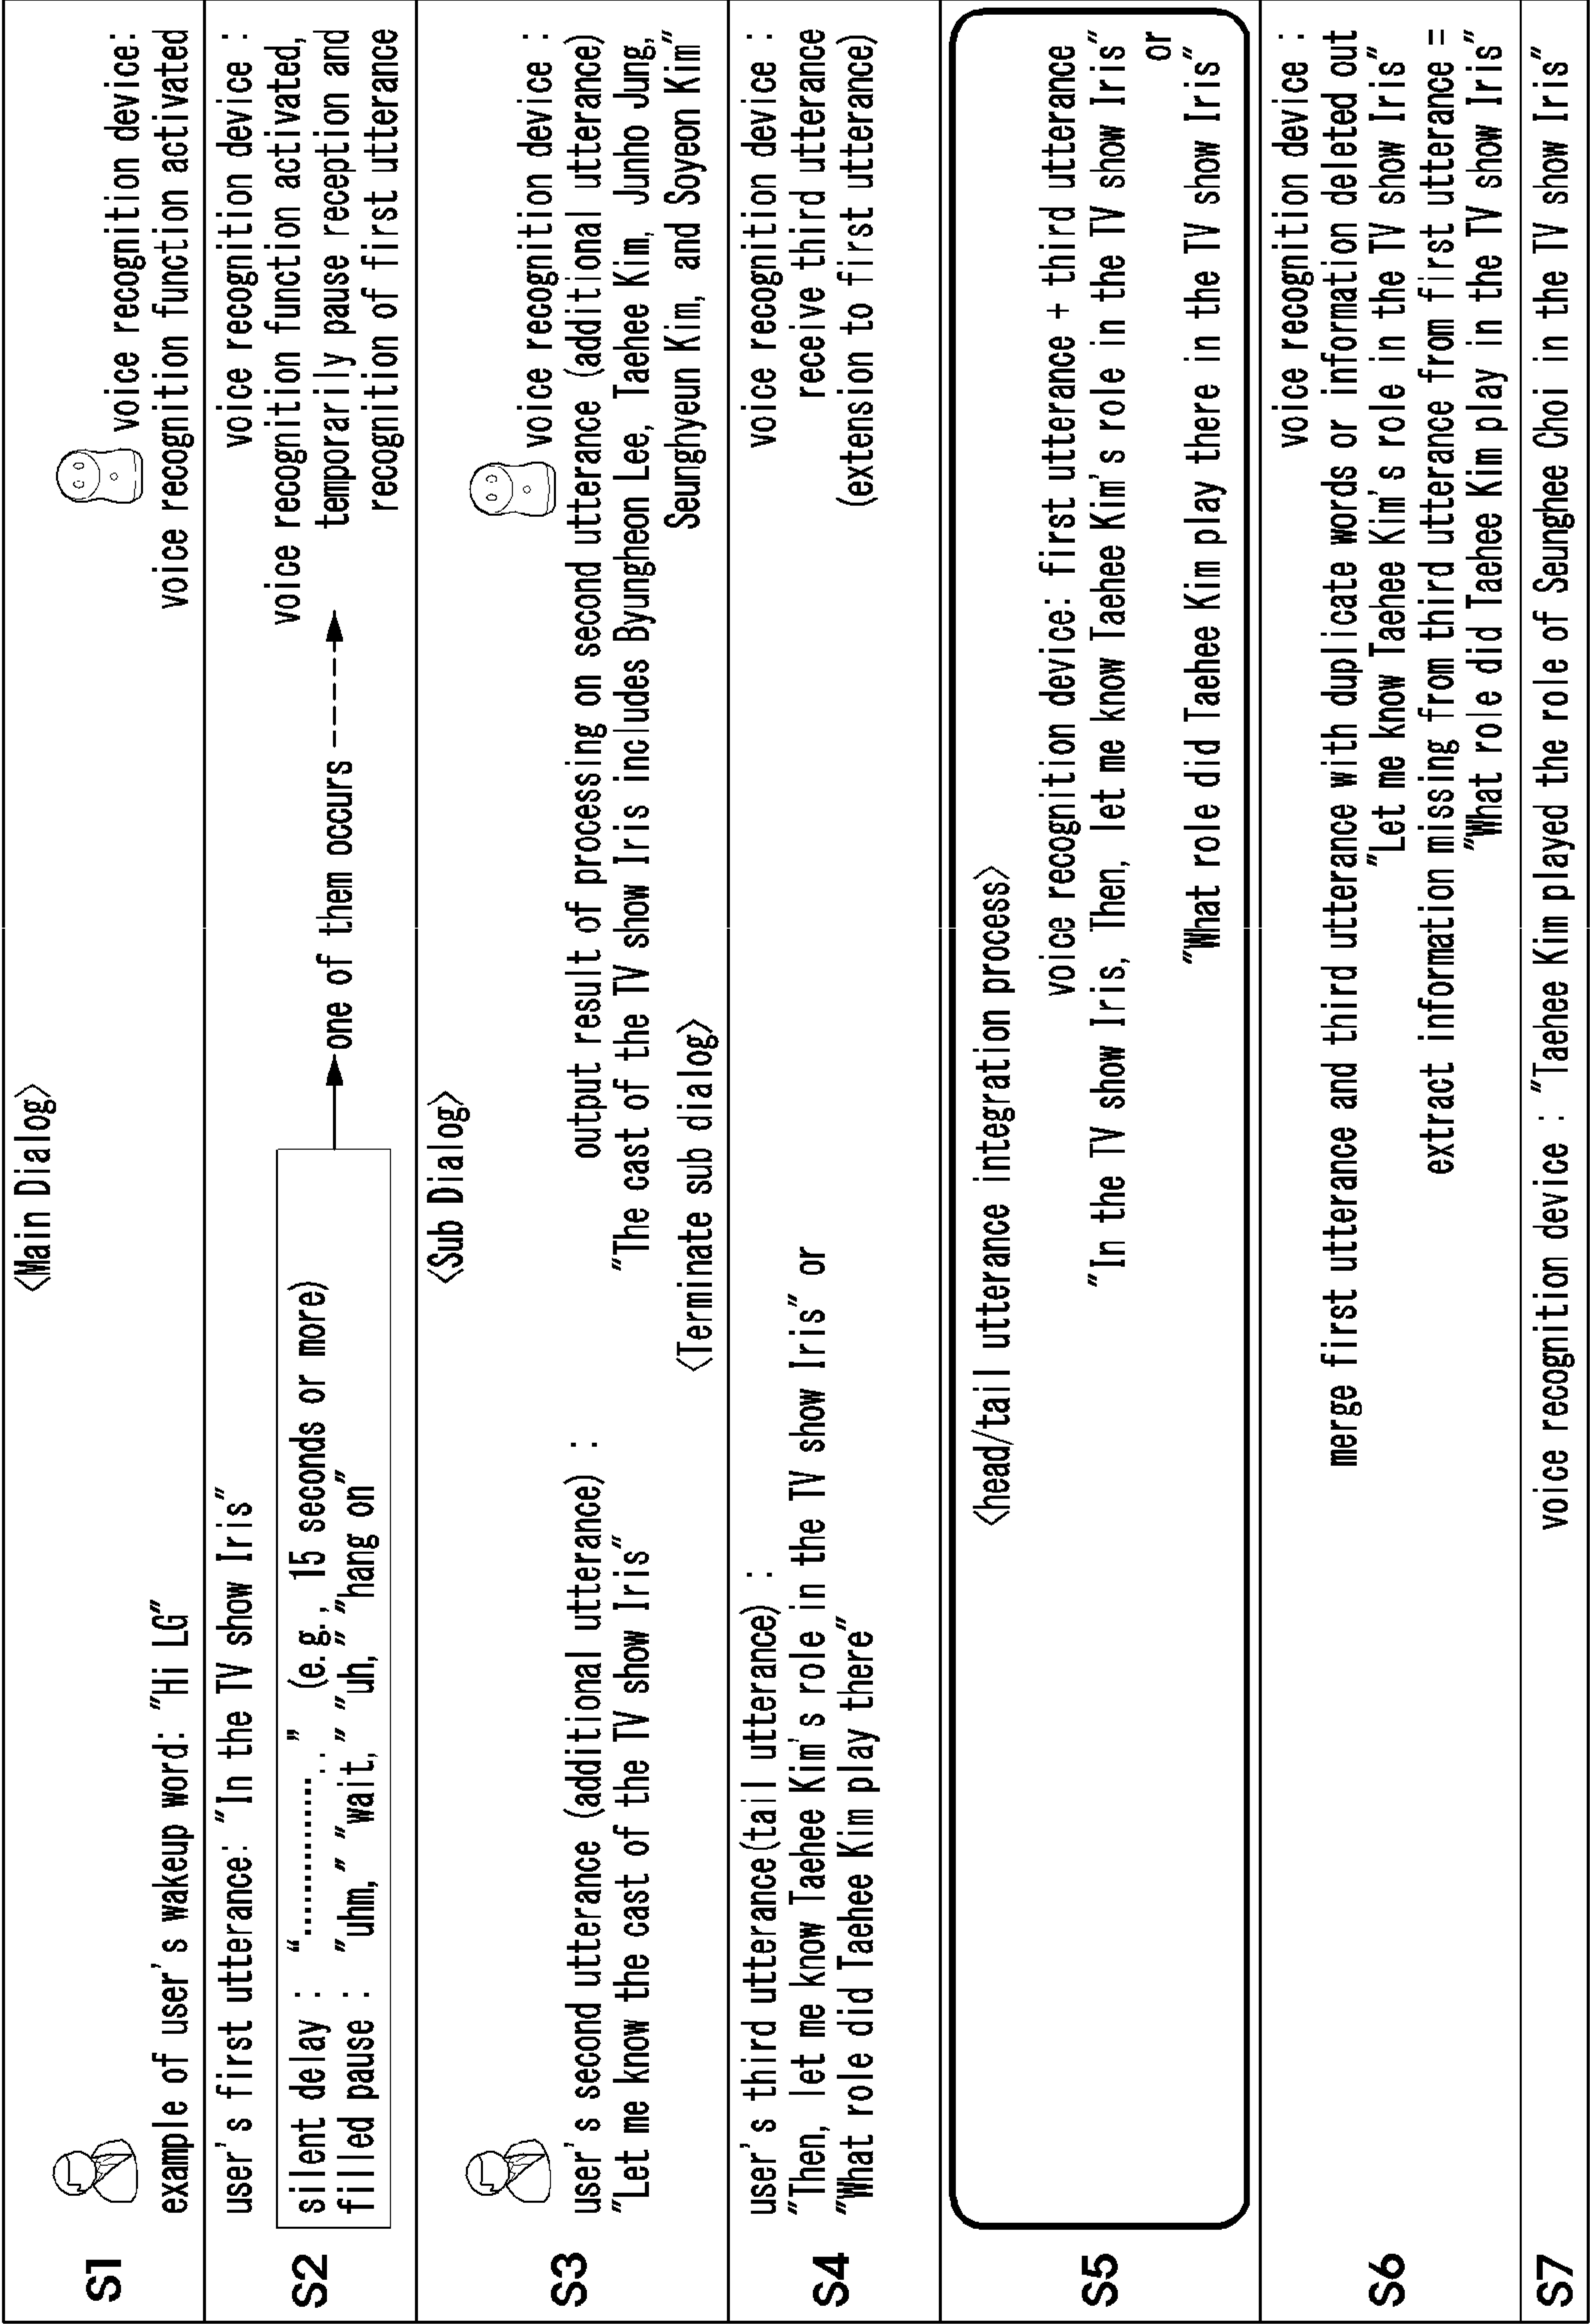 <Main Dialog>
S1
example of user's wakeup word: "Hi LG"
voice recognition device:
voice recognition function activated
S2
user's first utterance: "In the TV show Iris"
silent delay : "................" (e.g., 15 seconds or more)
filled pause : "uhm," "wait," "uh," "hang on"
one of them occurs
voice recognition device :
voice recognition function activated,
temporarily pause reception and
recognition of first utterance
<Sub Dialog>
S3
user's second utterance (additional utterance) :
"Let me know the cast of the TV show Iris"
voice recognition device :
output result of processing on second utterance (additional utterance)
"The cast of the TV show Iris includes Byungheon Lee, Taehee Kim, Junho Jung,
Seunghyeun Kim, and Soyeon Kim"
<Terminate sub dialog>
S4
user's third utterance(tail utterance) :
"Then, let me know Taehee Kim's role in the TV show Iris" or
"What role did Taehee Kim play there"
voice recognition device :
receive third utterance
(extension to first utterance)
S5
<head/tail utterance integration process>
voice recognition device: first utterance + third utterance
"In the TV show Iris, Then, let me know Taehee Kim's role in the TV show Iris"
or
"What role did Taehee Kim play there in the TV show Iris"
S6
voice recognition device :
merge first utterance and third utterance with duplicate words or information deleted out
"Let me know Taehee Kim's role in the TV show Iris"
extract information missing from third utterance from first utterance =
"What role did Taehee Kim play in the TV show Iris"
S7
voice recognition device : "Taehee Kim played the role of Seunghee Choi in the TV show Iris"